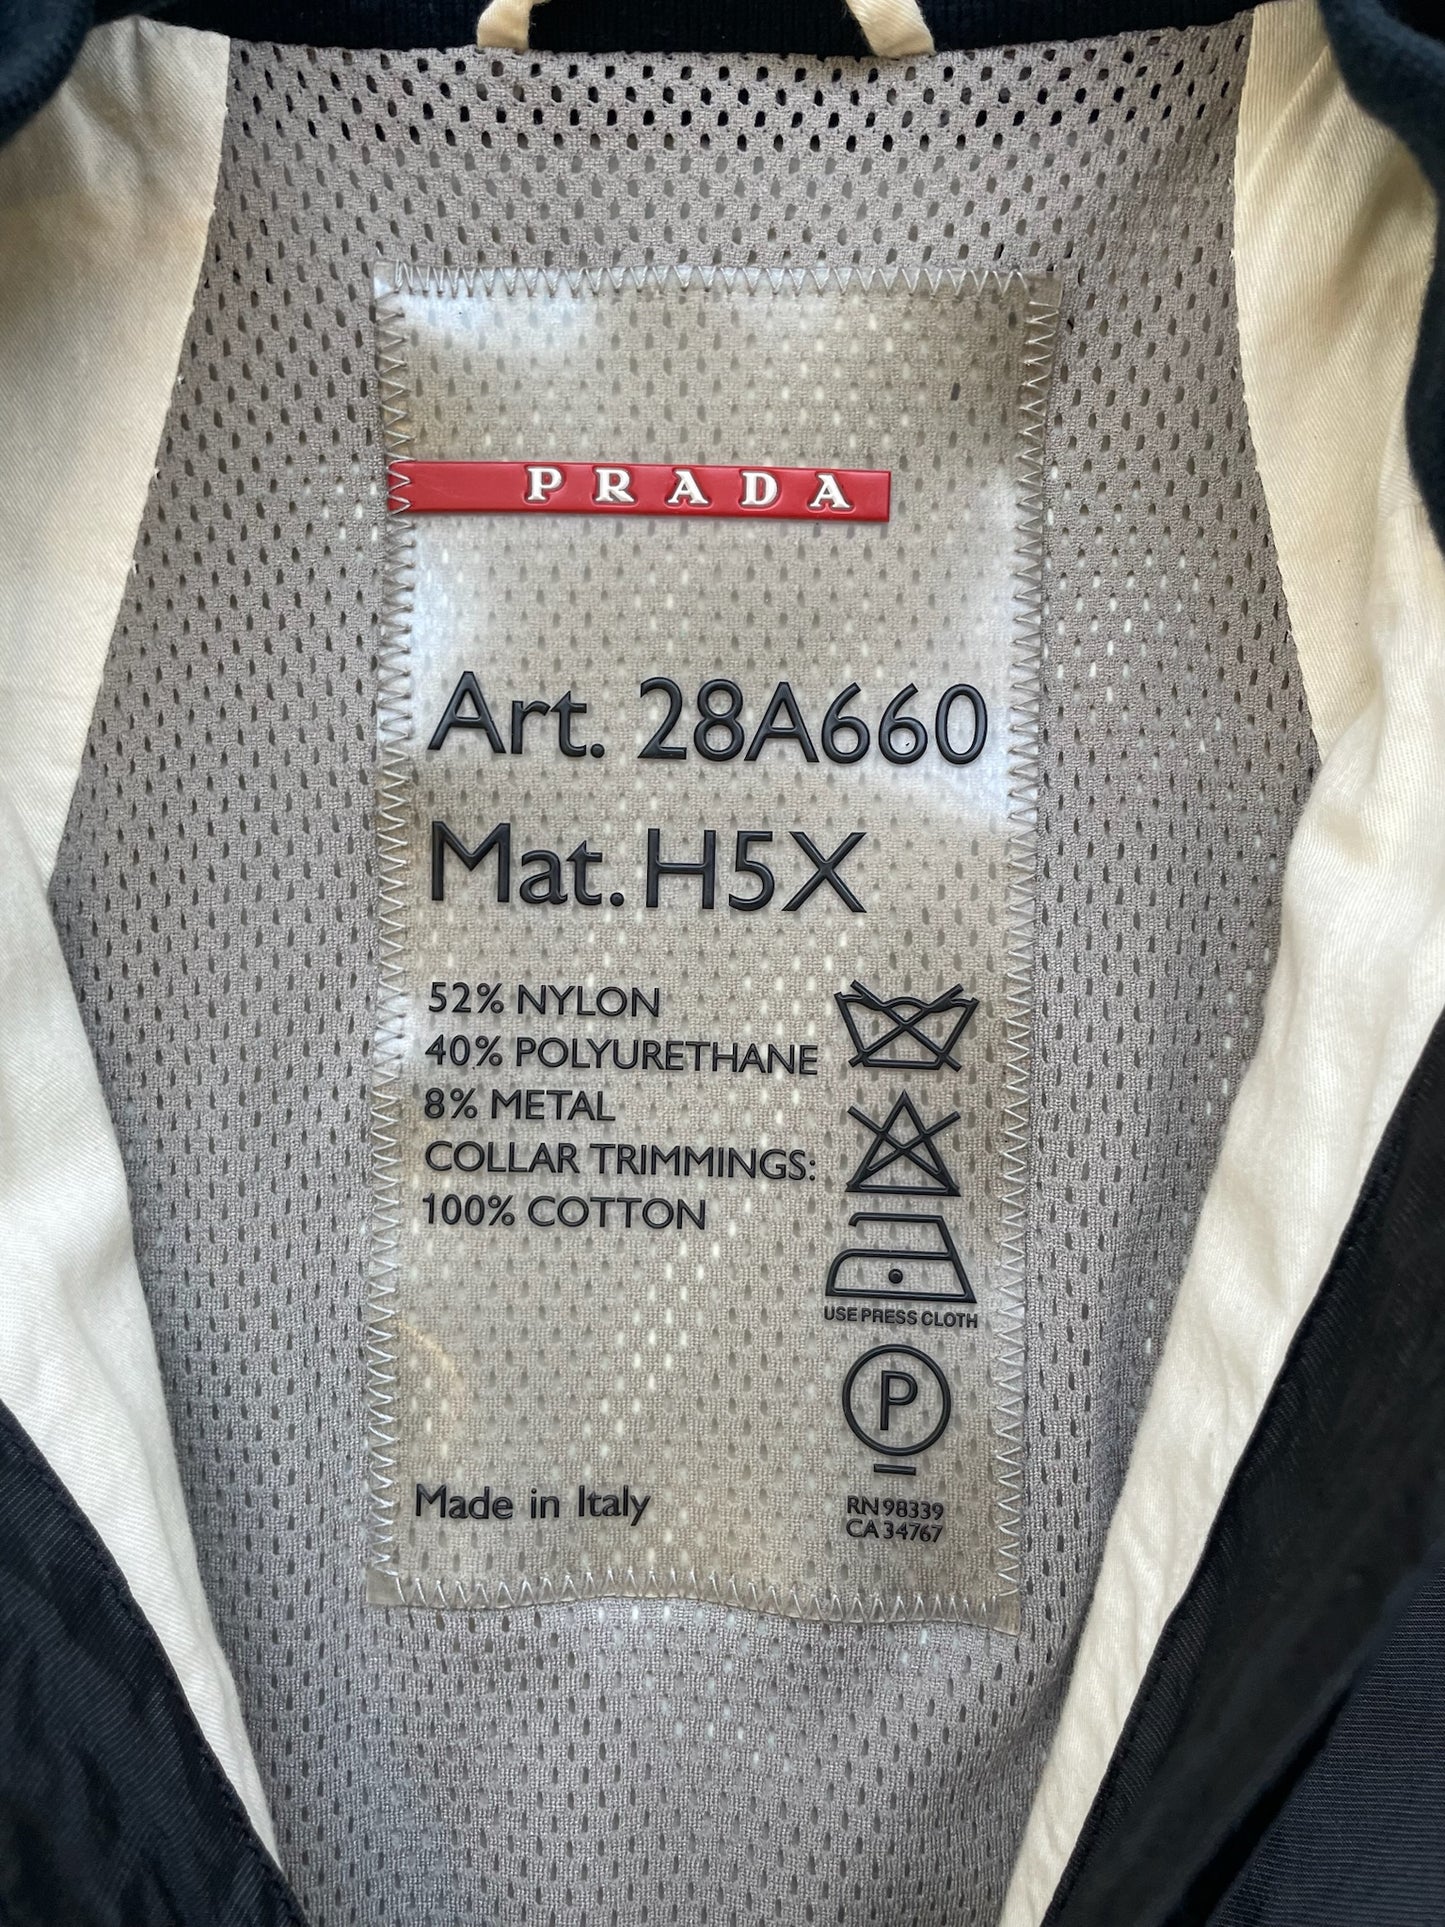 PRADA
Art. 28A660
Mat. H5X
52% NYLON
40% POLYURETHANE
8% METAL
COLLAR TRIMMINGS:
100% COTTON
USE PRESS CLOTH
P
Made in Italy
RN 98339
CA 34767